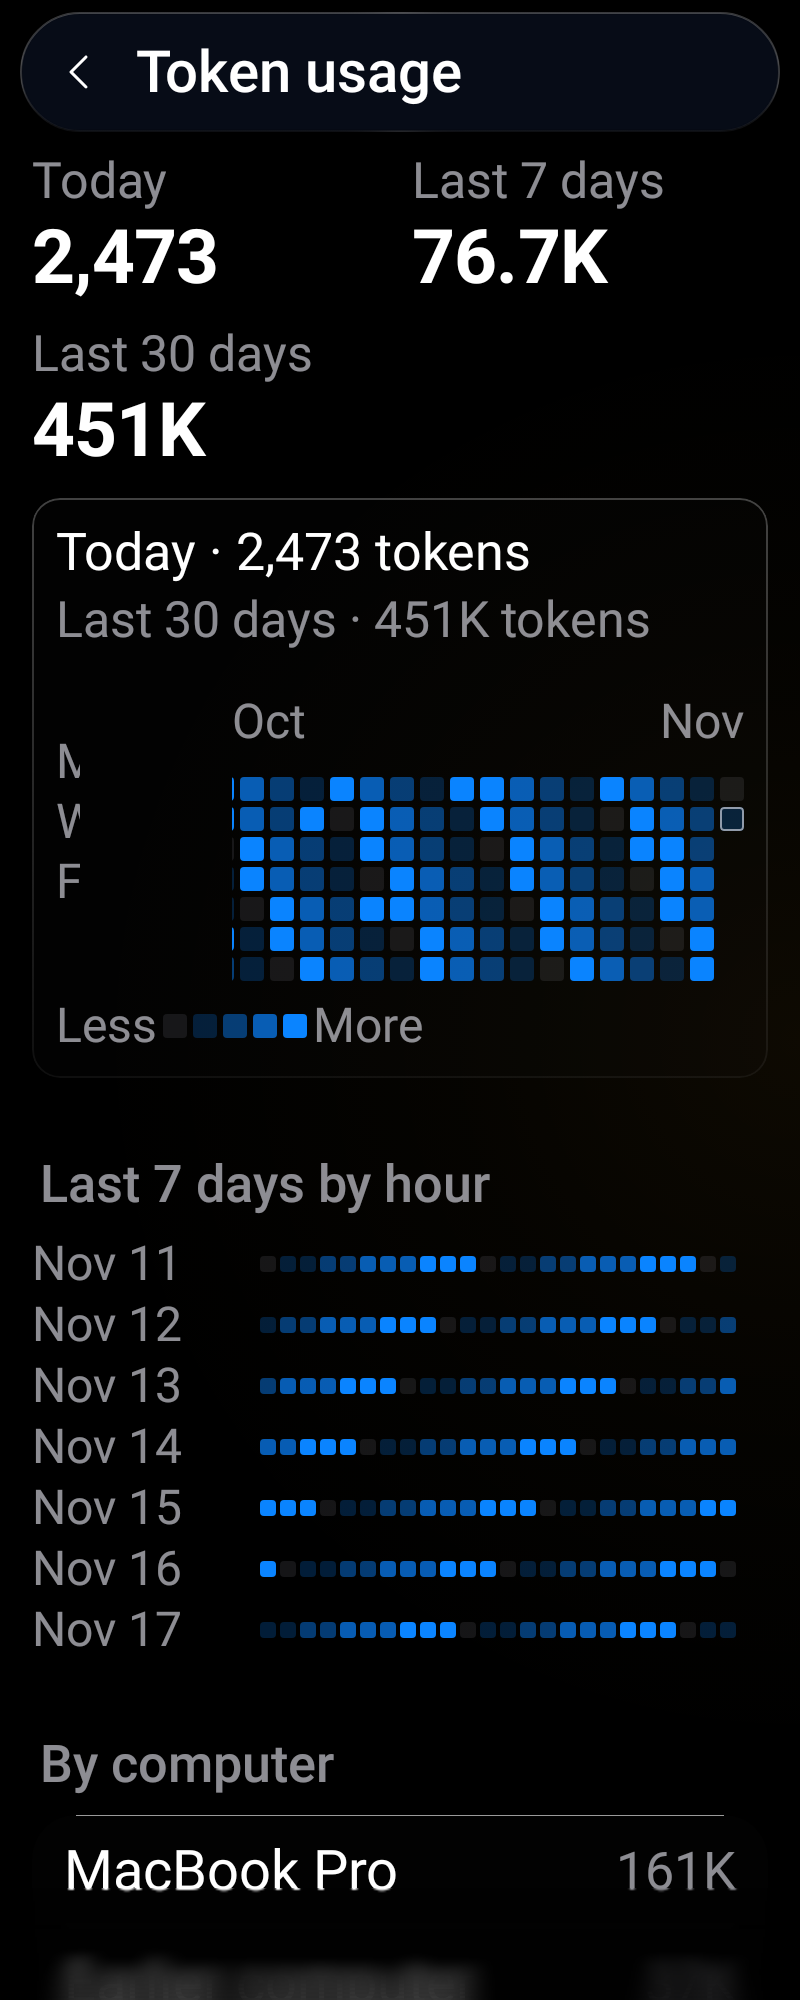 Token usage
Today
2,473
Last 7 days
76.7K
Last 30 days
451K
Today · 2,473 tokens
Last 30 days · 451K tokens
Oct Nov
M
W
F
Less More
Last 7 days by hour
Nov 11
Nov 12
Nov 13
Nov 14
Nov 15
Nov 16
Nov 17
By computer
MacBook Pro 161K
Earlier computer